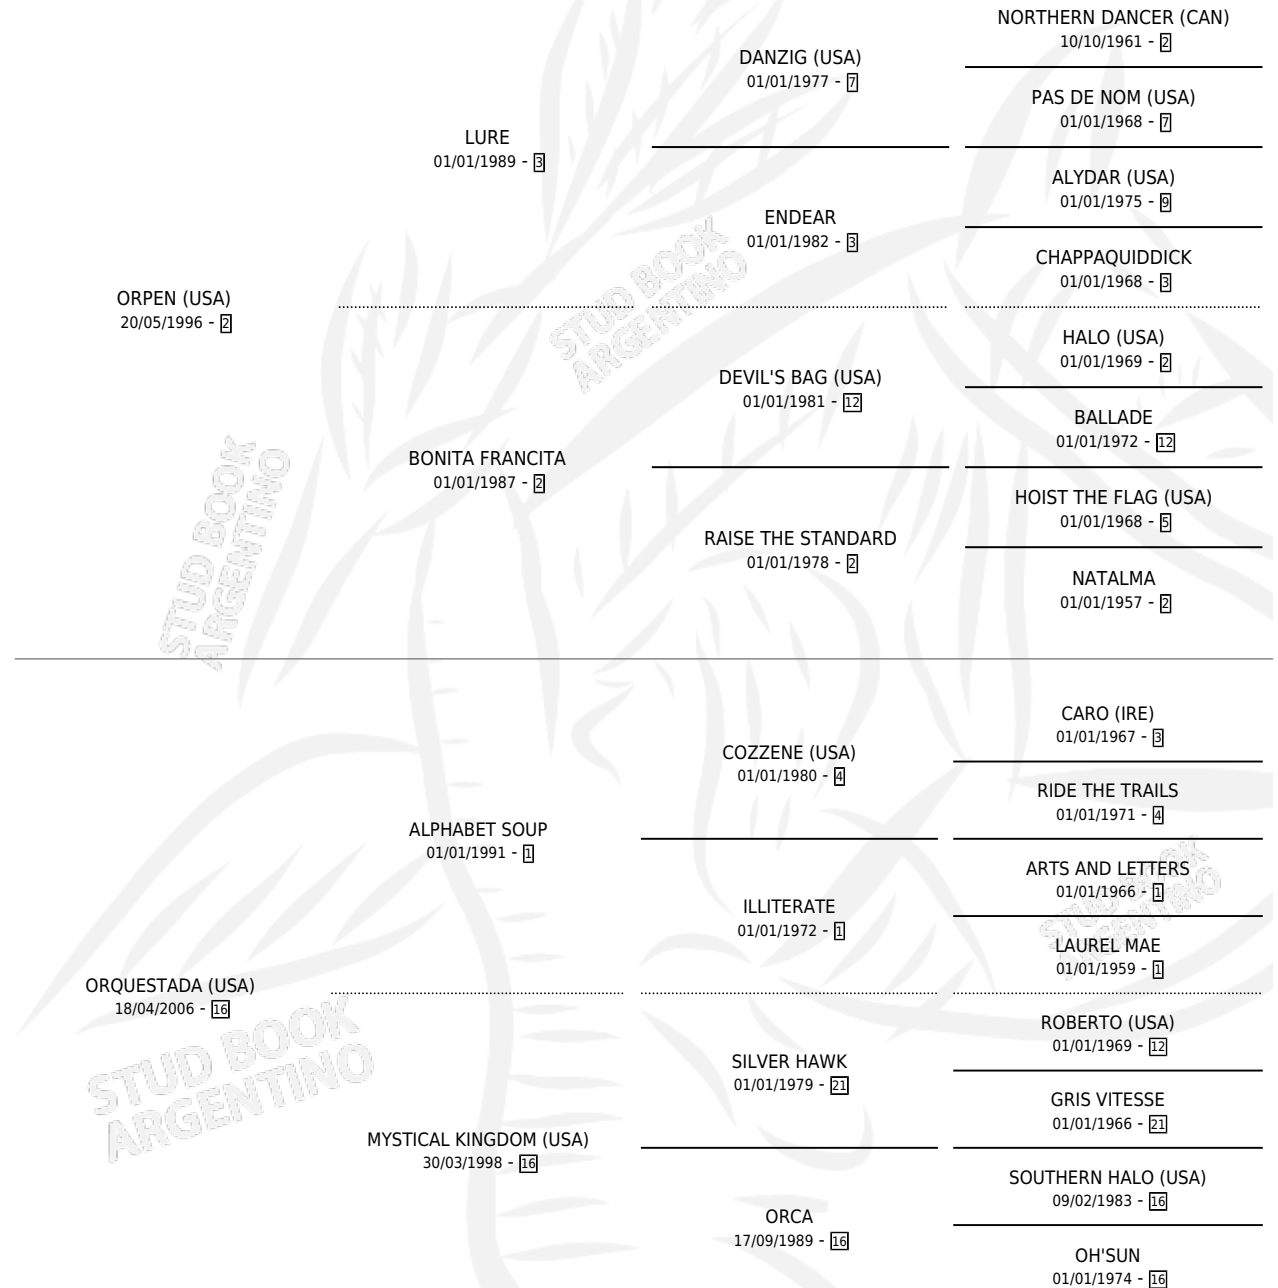 NORTHERN DANCER (CAN)
10/10/1961 - 2
DANZIG (USA)
01/01/1977 - 7
PAS DE NOM (USA)
01/01/1968 - 7
LURE
01/01/1989 - 3
ALYDAR (USA)
01/01/1975 - 9
ENDEAR
01/01/1982 - 3
CHAPPAQUIDDICK
01/01/1968 - 3
ORPEN (USA)
20/05/1996 - 2
STUD BOOK
ARGENTINO
HALO (USA)
01/01/1969 - 2
DEVIL'S BAG (USA)
01/01/1981 - 12
BALLADE
01/01/1972 - 12
BONITA FRANCITA
01/01/1987 - 2
HOIST THE FLAG (USA)
01/01/1968 - 5
RAISE THE STANDARD
01/01/1978 - 2
NATALMA
01/01/1957 - 2
STUD BOOK
ARGENTINO
CARO (IRE)
01/01/1967 - 3
COZZENE (USA)
01/01/1980 - 4
RIDE THE TRAILS
01/01/1971 - 4
ALPHABET SOUP
01/01/1991 - 1
ARTS AND LETTERS
01/01/1966 - 1
ILLITERATE
01/01/1972 - 1
LAUREL MAE
01/01/1959 - 1
STUD BOOK
ARGENTINO
ORQUESTADA (USA)
18/04/2006 - 16
ROBERTO (USA)
01/01/1969 - 12
SILVER HAWK
01/01/1979 - 21
GRIS VITESSE
01/01/1966 - 21
STUD BOOK
ARGENTINO
MYSTICAL KINGDOM (USA)
30/03/1998 - 16
SOUTHERN HALO (USA)
09/02/1983 - 16
ORCA
17/09/1989 - 16
OH'SUN
01/01/1974 - 16